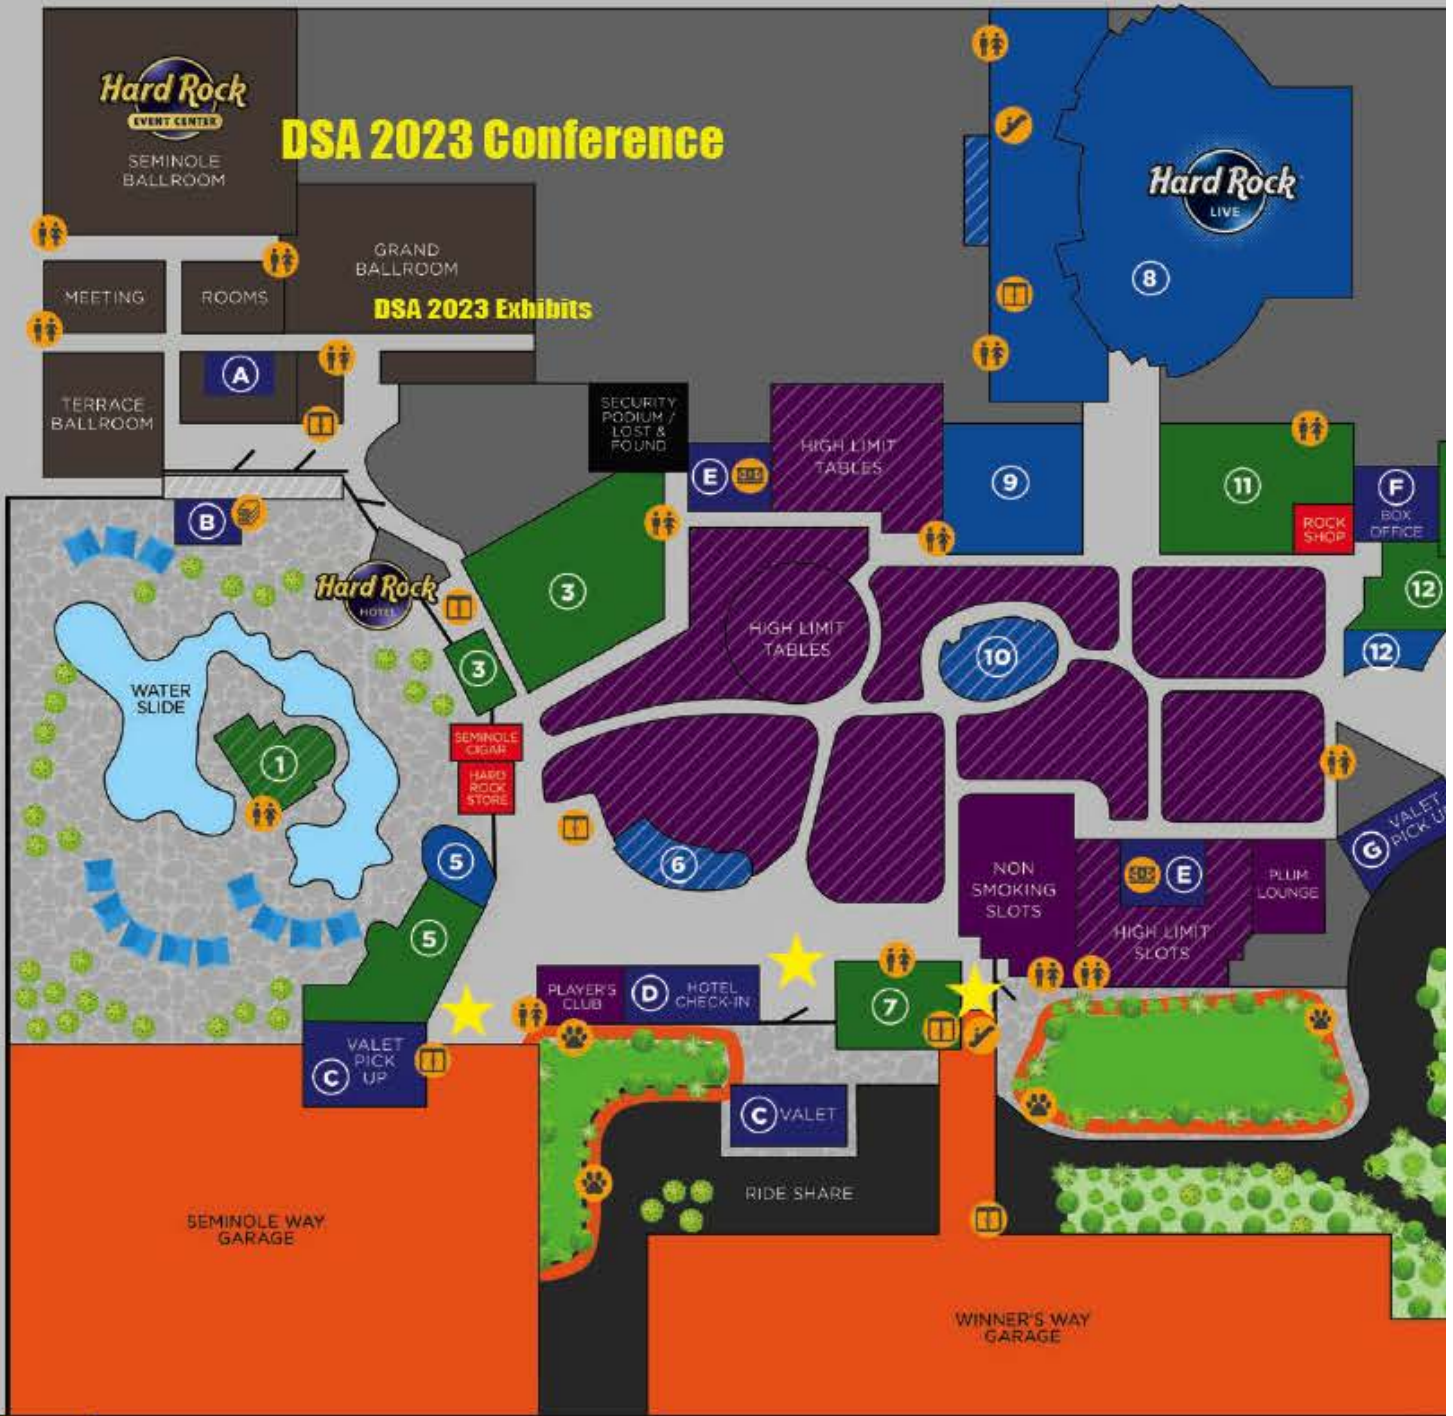 Hard Rock
EVENT CENTER
SEMINOLE
BALLROOM
DSA 2023 Conference
Hard Rock
LIVE
8
GRAND
BALLROOM
DSA 2023 Exhibits
MEETING
ROOMS
A
TERRACE
BALLROOM
SECURITY
PODIUM /
LOST &
FOUND
E
HIGH LIMIT
TABLES
9
11
ROCK
SHOP
F
BOX
OFFICE
B
Hard Rock
HOTEL
3
3
HIGH LIMIT
TABLES
10
12
12
WATER
SLIDE
1
SEMINOLE
CIGAR
HARD
ROCK
STORE
5
5
6
NON
SMOKING
SLOTS
E
HIGH LIMIT
SLOTS
PLUM
LOUNGE
G
VALET
PICK UP
PLAYER'S
CLUB
D
HOTEL
CHECK-IN
7
VALET
PICK
UP
C
C VALET
RIDE SHARE
SEMINOLE WAY
GARAGE
WINNER'S WAY
GARAGE